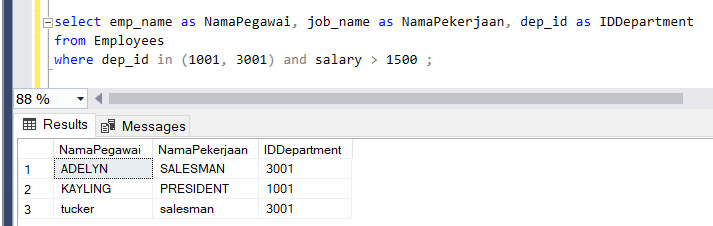 select emp_name as NamaPegawai, job_name as NamaPekerjaan, dep_id as IDDepartment
from Employees
where dep_id in (1001, 3001) and salary > 1500 ;
88 %
Results Messages
NamaPegawai NamaPekerjaan IDDepartment
1 ADELYN SALESMAN 3001
2 KAYLING PRESIDENT 1001
3 tucker salesman 3001